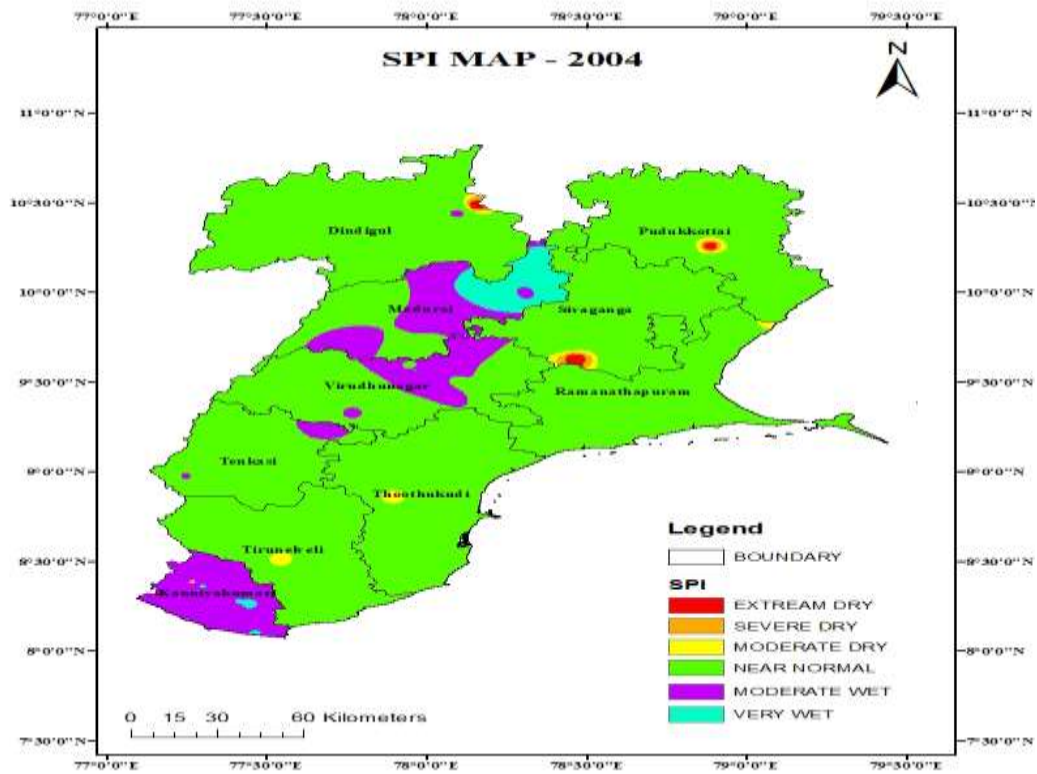 77°0'0"E 77°30'0"E 78°0'0"E 78°30'0"E 79°0'0"E 79°30'0"E
SPI MAP - 2004
N
11°0'0"N 11°0'0"N
10°30'0"N 10°30'0"N
Dindigul Pudukkottai
10°0'0"N 10°0'0"N
Madurai Sivaganga
9°30'0"N 9°30'0"N
Virudhunagar Ramanathapuram
Tenkasi
9°0'0"N 9°0'0"N
Thoothukudi
Legend
Tirunelveli BOUNDARY
8°30'0"N 8°30'0"N
SPI
Kanniyakumari
EXTREAM DRY
SEVERE DRY
MODERATE DRY
8°0'0"N 8°0'0"N
NEAR NORMAL
MODERATE WET
VERY WET
0 15 30 60 Kilometers
7°30'0"N 7°30'0"N
77°0'0"E 77°30'0"E 78°0'0"E 78°30'0"E 79°0'0"E 79°30'0"E